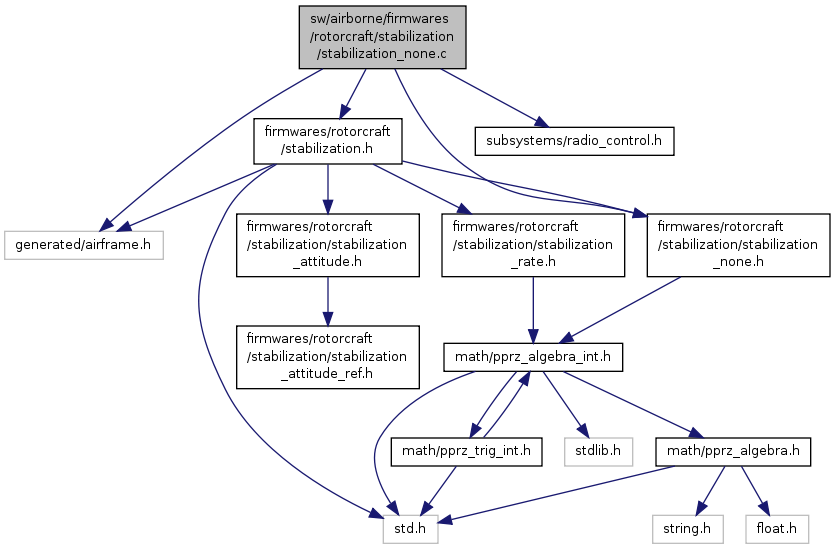 sw/airborne/firmwares
/rotorcraft/stabilization
/stabilization_none.c
firmwares/rotorcraft
/stabilization.h
subsystems/radio_control.h
generated/airframe.h
firmwares/rotorcraft
/stabilization/stabilization
_attitude.h
firmwares/rotorcraft
/stabilization/stabilization
_rate.h
firmwares/rotorcraft
/stabilization/stabilization
_none.h
firmwares/rotorcraft
/stabilization/stabilization
_attitude_ref.h
math/pprz_algebra_int.h
math/pprz_trig_int.h
stdlib.h
math/pprz_algebra.h
std.h
string.h
float.h